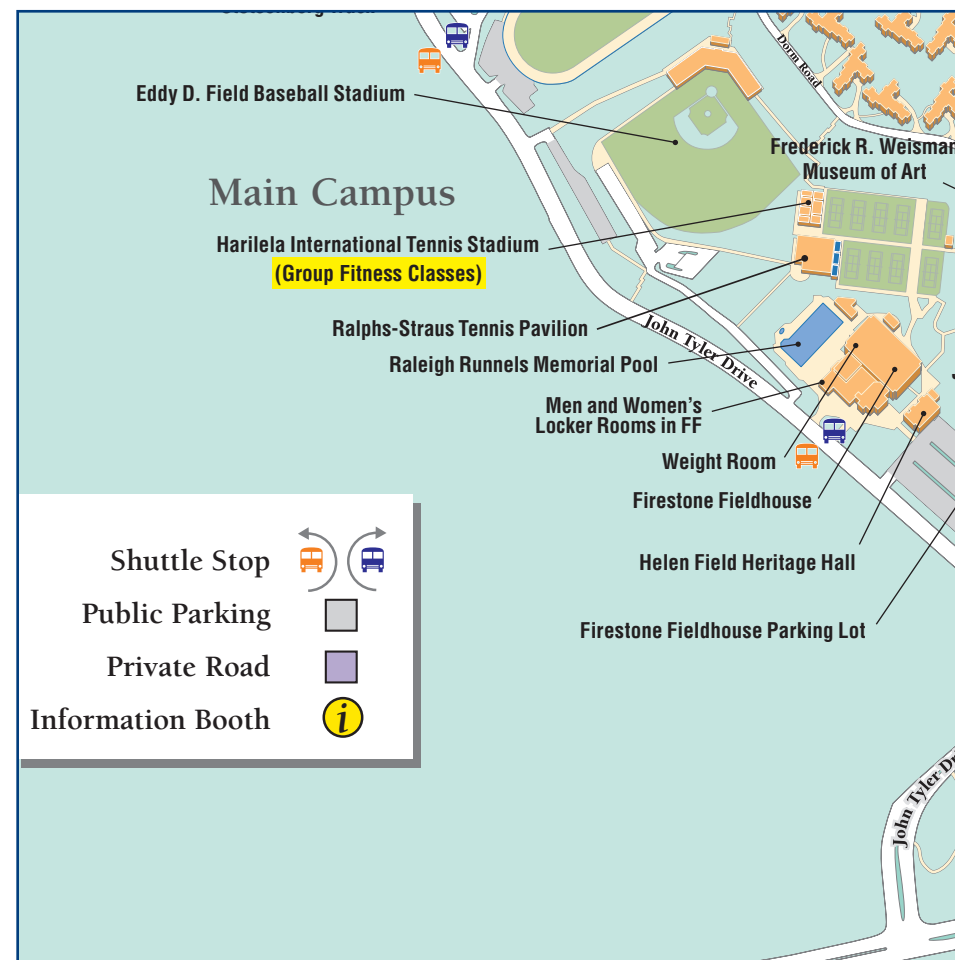 Dorm Road
Eddy D. Field Baseball Stadium
Frederick R.
Museum of Art
Main Campus
Harilela International Tennis Stadium
(Group Fitness Classes)
Ralphs-Straus Tennis Pavilion
John Tyler Drive
Raleigh Runnels Memorial Pool
Men and Women's
Locker Rooms in FF
Weight Room
Firestone Fieldhouse
Helen Field Heritage Hall
Firestone Fieldhouse Parking Lot
Shuttle Stop
Public Parking
Private Road
Information Booth
i
John Tyler